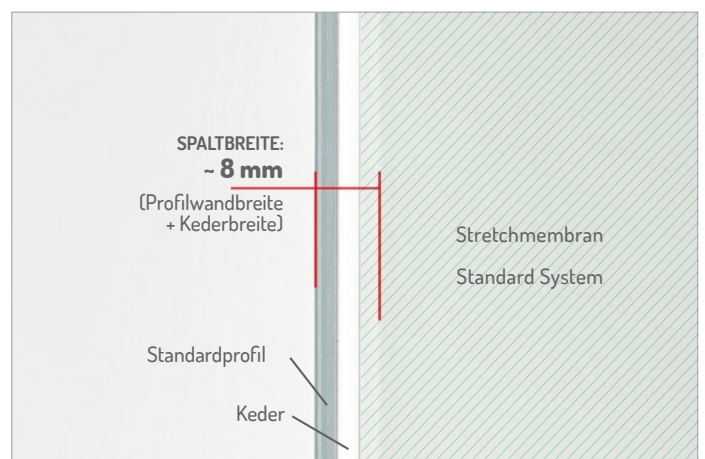 SPALTBREITE:
~ 8 mm
(Profilwandbreite
+ Kederbreite)
Stretchmembran
Standard System
Standardprofil
Keder